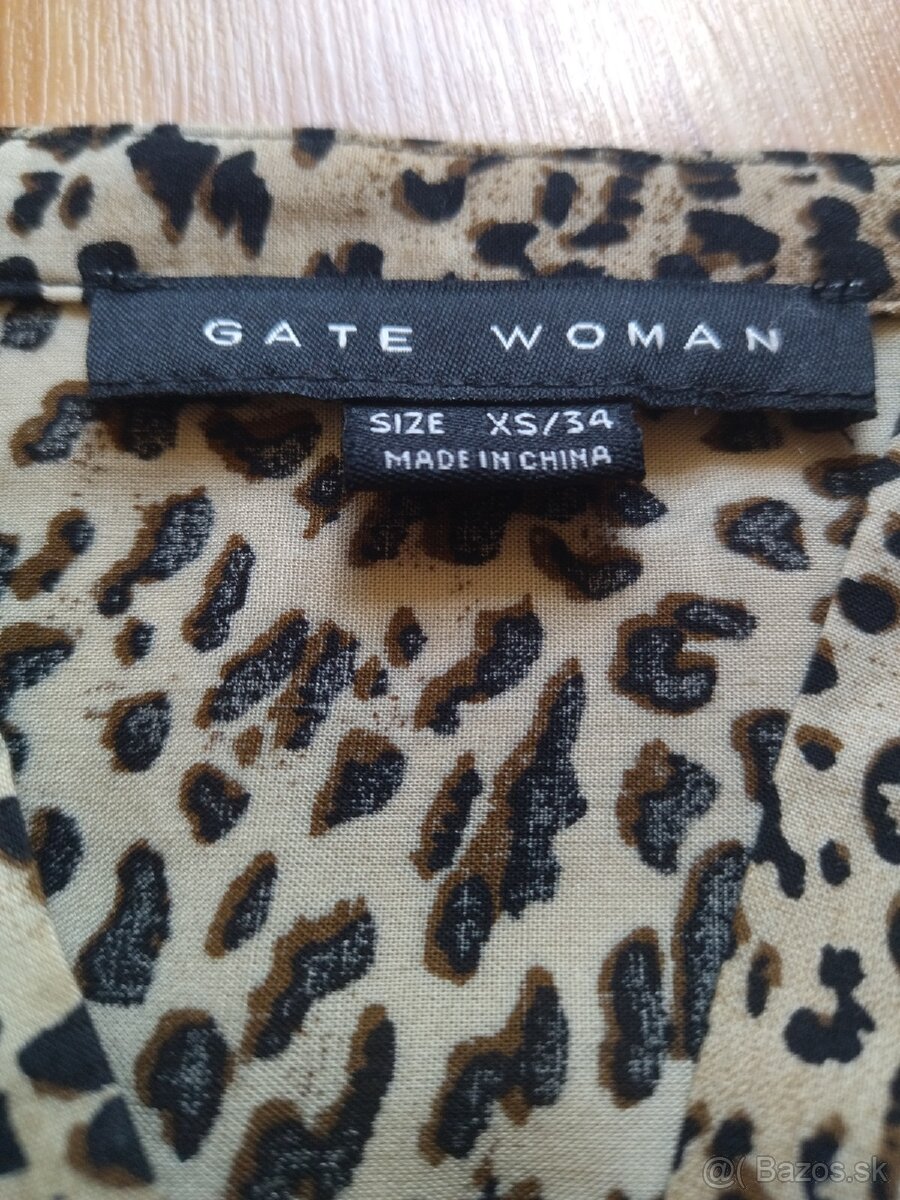 GATE WOMAN
SIZE XS/34
MADE IN CHINA
@( Bazos.sk